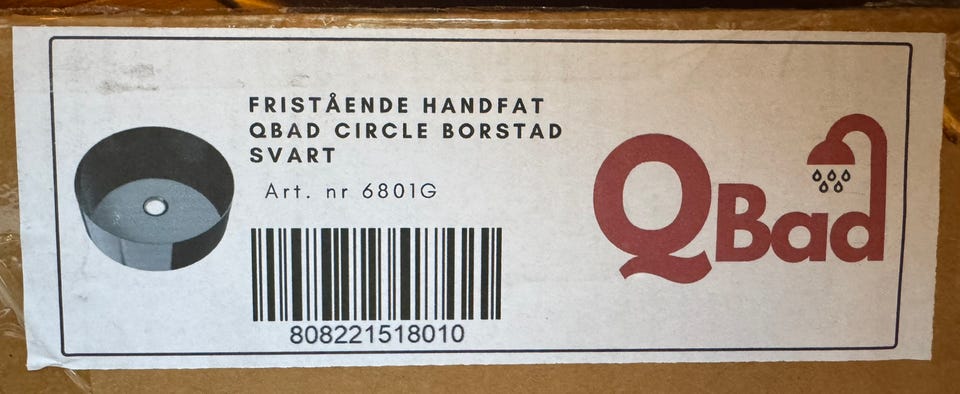 FRISTÅENDE HANDFAT
QBAD CIRCLE BORSTAD
SVART
Art. nr 6801G
808221518010
QBad